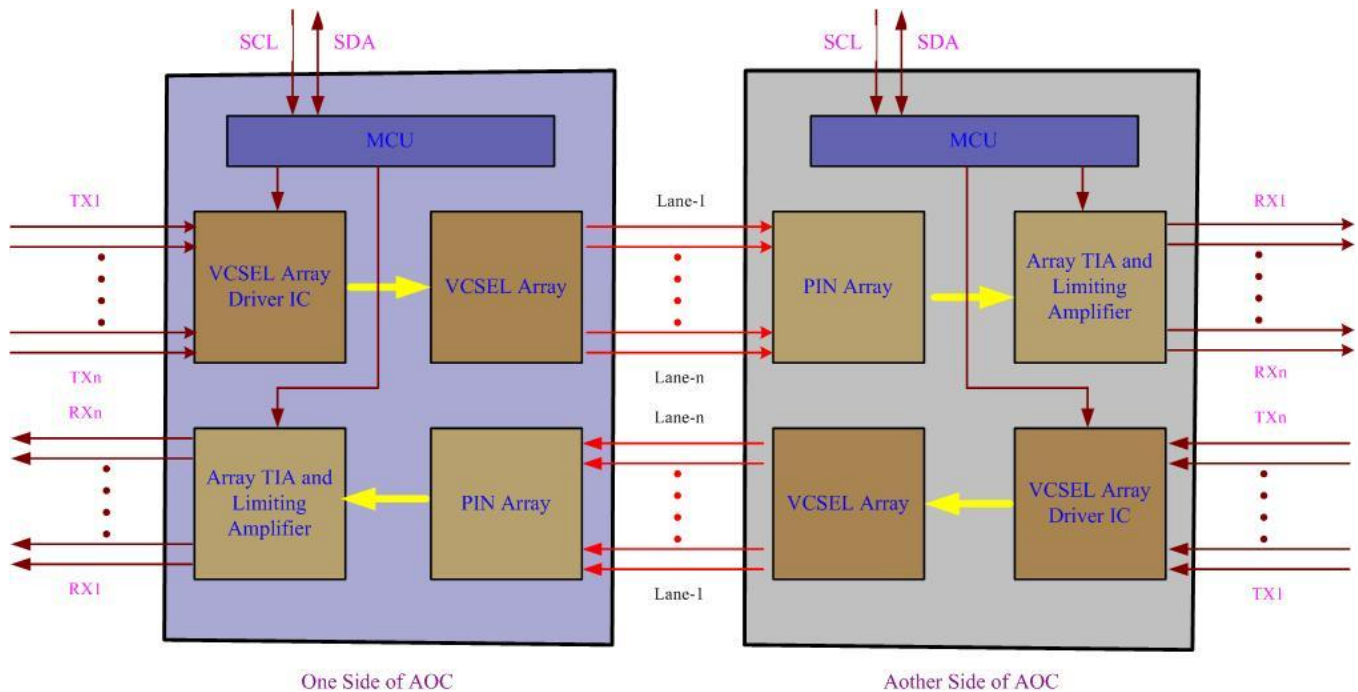 SCL
SDA
SCL
SDA
MCU
MCU
TX1
Lane-1
RX1
VCSEL Array
Driver IC
VCSEL Array
PIN Array
Array TIA and
Limiting
Amplifier
TXn
Lane-n
RXn
RXn
Lane-n
TXn
Array TIA and
Limiting
Amplifier
PIN Array
VCSEL Array
VCSEL Array
Driver IC
RX1
Lane-1
TX1
One Side of AOC
Aother Side of AOC